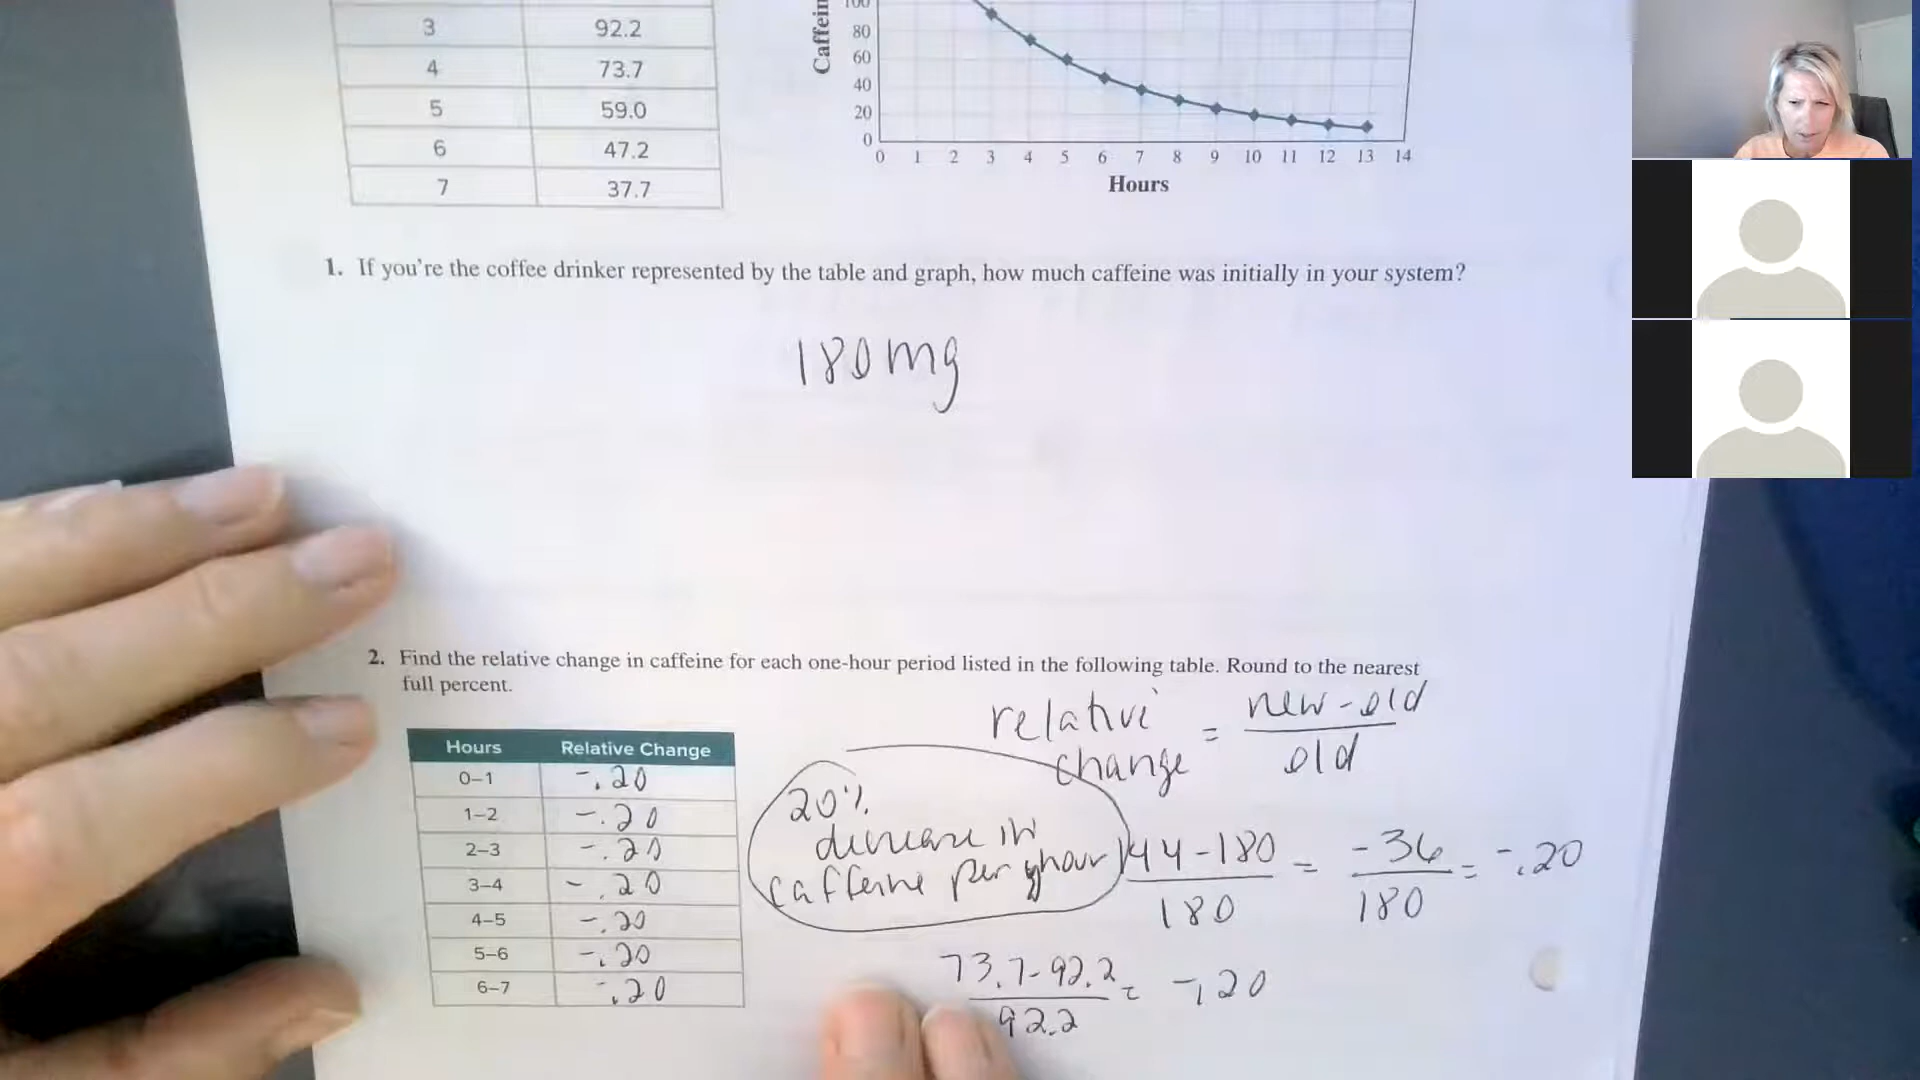 3 92.2
4 73.7
5 59.0
6 47.2
7 37.7
Caffein
100
80
60
40
20
0
0 1 2 3 4 5 6 7 8 9 10 11 12 13 14
Hours
1. If you're the coffee drinker represented by the table and graph, how much caffeine was initially in your system?
180mg
2. Find the relative change in caffeine for each one-hour period listed in the following table. Round to the nearest
full percent.
relative change = new-old / old
Hours Relative Change
0–1 -.20
1–2 -.20
2–3 -.20
3–4 -.20
4–5 -.20
5–6 -.20
6–7 -.20
20%
decrease in
caffeine per hour
144-180 / 180 = -36 / 180 = -.20
73.7-92.2 / 92.2 = -.20